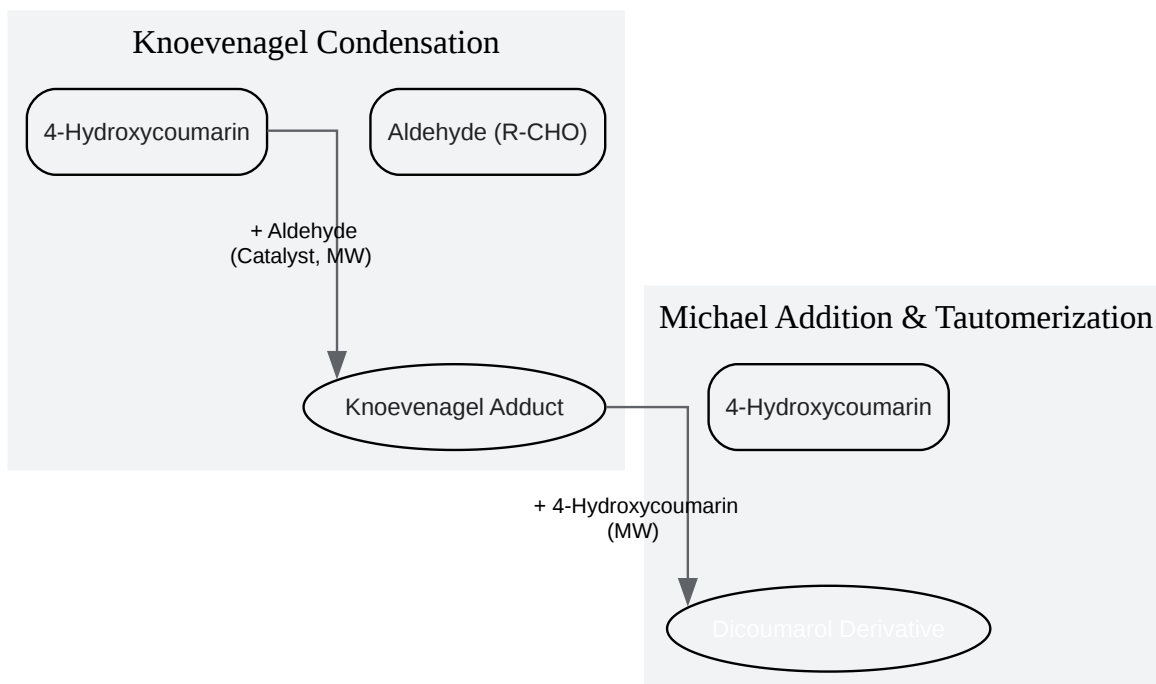 Knoevenagel Condensation
4-Hydroxycoumarin
Aldehyde (R-CHO)
+ Aldehyde
(Catalyst, MW)
Knoevenagel Adduct
Michael Addition & Tautomerization
4-Hydroxycoumarin
+ 4-Hydroxycoumarin
(MW)
Dicoumarol Derivative